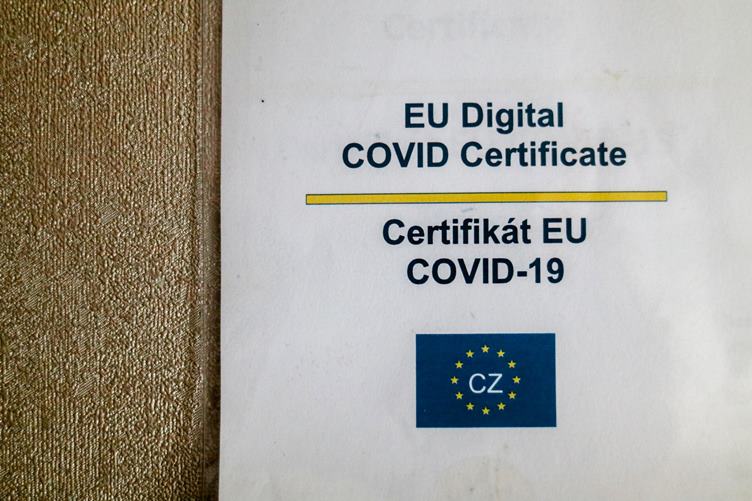 EU Digital
COVID Certificate
Certifikát EU
COVID-19
CZ